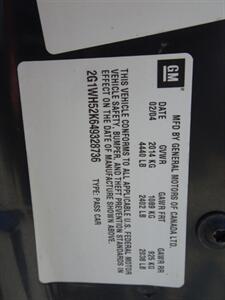 GM
MFD BY GENERAL MOTORS OF CANADA LTD.
DATE GVWR GAWR FRT GAWR RR
02/04 2014 KG 1089 KG 925 KG
4440 LB 2402 LB 2038 LB
THIS VEHICLE CONFORMS TO ALL APPLICABLE U.S. FEDERAL MOTOR
VEHICLE SAFETY, BUMPER, AND THEFT PREVENTION STANDARDS IN
EFFECT ON THE DATE OF MANUFACTURE SHOWN ABOVE.
2G1WH52K649328736 TYPE: PASS CAR